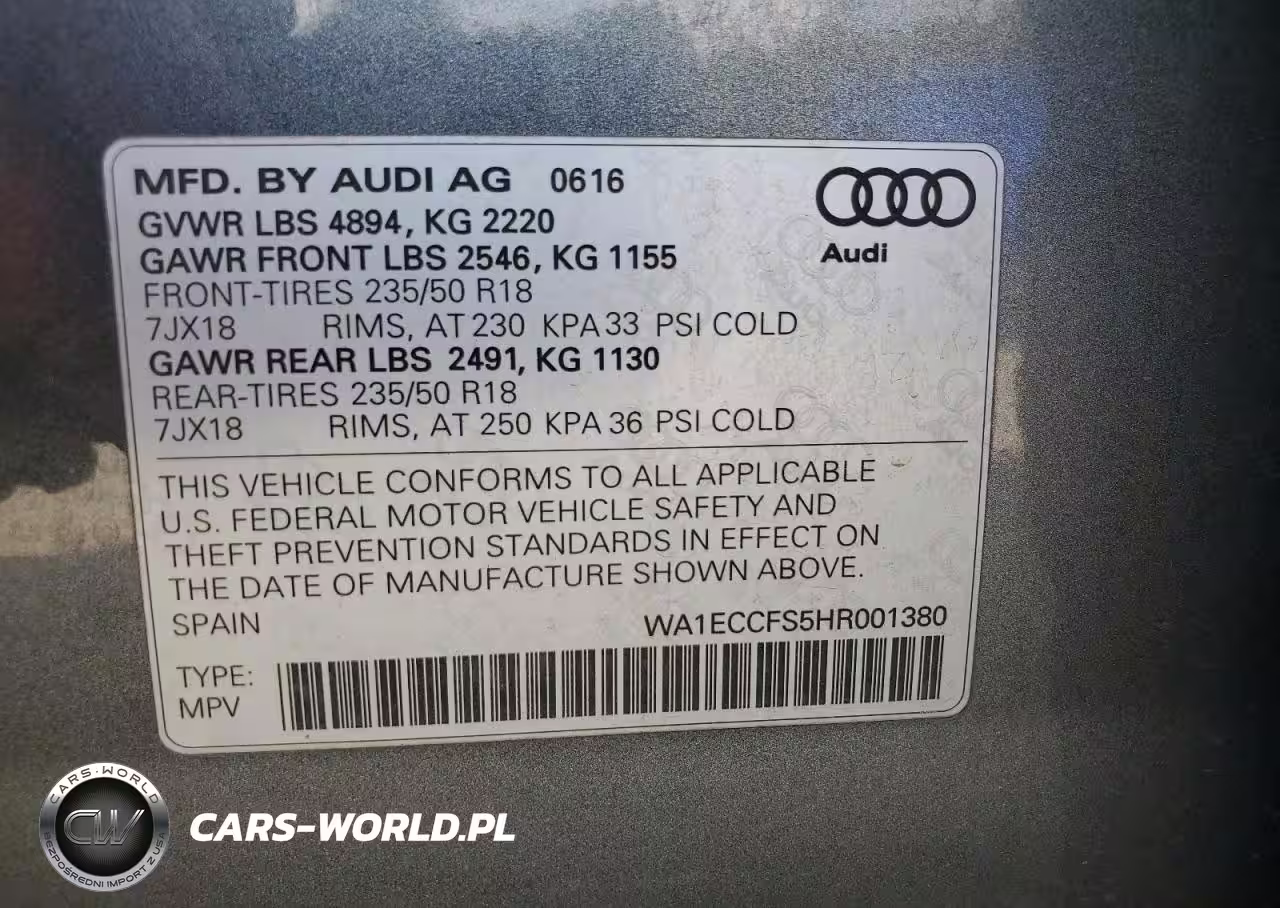 MFD. BY AUDI AG 0616
GVWR LBS 4894, KG 2220
GAWR FRONT LBS 2546, KG 1155
FRONT-TIRES 235/50 R18
7JX18 RIMS, AT 230 KPA 33 PSI COLD
GAWR REAR LBS 2491, KG 1130
REAR-TIRES 235/50 R18
7JX18 RIMS, AT 250 KPA 36 PSI COLD
Audi
THIS VEHICLE CONFORMS TO ALL APPLICABLE
U.S. FEDERAL MOTOR VEHICLE SAFETY AND
THEFT PREVENTION STANDARDS IN EFFECT ON
THE DATE OF MANUFACTURE SHOWN ABOVE.
SPAIN WA1ECCFS5HR001380
TYPE:
MPV
CARS-WORLD
CW
BEZPOŚREDNI IMPORT Z USA
CARS-WORLD.PL